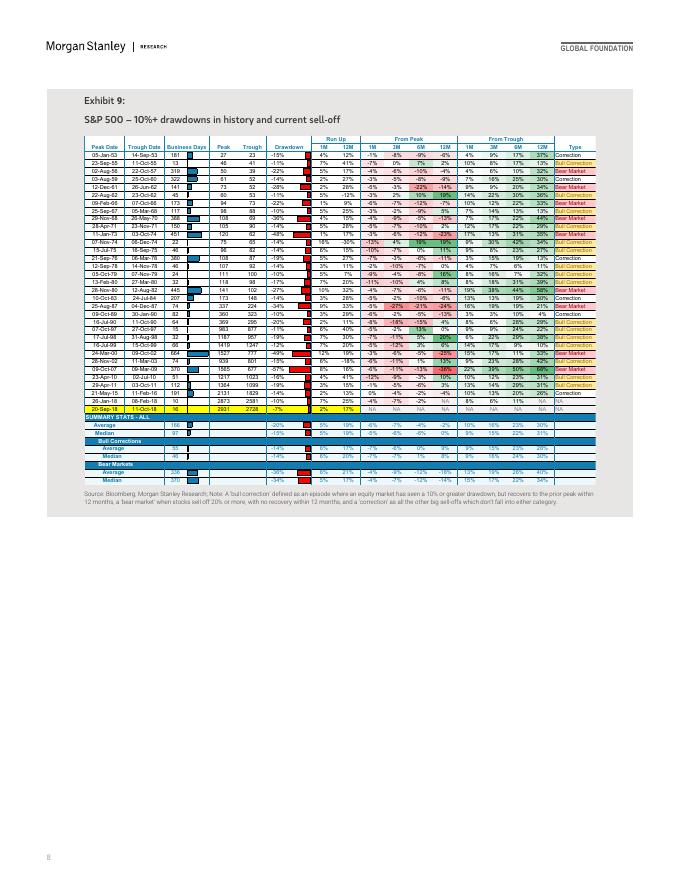 Morgan Stanley | RESEARCH
GLOBAL FOUNDATION
Exhibit 9:
S&P 500 – 10%+ drawdowns in history and current sell-off
Run Up From Peak From Trough
Peak Date Trough Date Business Days Peak Trough Drawdown 1M 12M 1M 3M 6M 12M 1M 3M 6M 12M Type
05-Jan-53 14-Sep-53 181 27 23 -15% 4% 12% -1% -8% -9% -6% 4% 9% 17% 37% Correction
23-Sep-55 11-Oct-55 13 46 41 -11% 7% 41% -7% 0% 7% 2% 10% 8% 17% 13% Bull Correction
02-Aug-56 22-Oct-57 319 50 39 -22% 5% 17% -4% -6% -10% -4% 4% 6% 10% 32% Bear Market
03-Aug-59 25-Oct-60 322 61 52 -14% 2% 27% -3% -5% -8% -9% 7% 16% 25% 30% Correction
12-Dec-61 26-Jun-62 141 73 52 -28% 2% 28% -5% -3% -22% -14% 9% 9% 20% 34% Bear Market
22-Aug-62 23-Oct-62 45 60 53 -11% 5% -12% -3% 2% 10% 19% 14% 22% 30% 36% Bull Correction
09-Feb-66 07-Oct-66 173 94 73 -22% 1% 9% -6% -7% -12% -7% 10% 12% 22% 33% Bear Market
25-Sep-67 05-Mar-68 117 98 88 -10% 5% 25% -3% -2% -9% 5% 7% 14% 13% 13% Bull Correction
29-Nov-68 26-May-70 388 108 69 -36% 4% 15% -4% -9% -5% -13% 7% 17% 22% 44% Bear Market
28-Apr-71 23-Nov-71 150 105 90 -14% 5% 28% -5% -7% -10% 2% 12% 17% 22% 29% Bull Correction
11-Jan-73 03-Oct-74 451 120 62 -48% 1% 17% -3% -6% -12% -23% 17% 13% 31% 35% Bear Market
07-Nov-74 06-Dec-74 22 75 65 -14% 16% -30% -13% 4% 19% 19% 9% 30% 42% 34% Bull Correction
15-Jul-75 16-Sep-75 46 96 82 -14% 6% 15% -10% -7% 0% 11% 9% 8% 23% 27% Bull Correction
21-Sep-76 06-Mar-78 380 108 87 -19% 5% 27% -7% -3% -6% -11% 3% 15% 19% 13% Correction
12-Sep-78 14-Nov-78 46 107 92 -14% 3% 11% -2% -10% -7% 0% 4% 7% 6% 11% Bull Correction
05-Oct-79 07-Nov-79 24 111 100 -10% 5% 7% -9% -4% -8% 16% 8% 16% 7% 32% Bull Correction
13-Feb-80 27-Mar-80 32 118 98 -17% 7% 20% -11% -10% 4% 8% 8% 18% 31% 39% Bull Correction
28-Nov-80 12-Aug-82 445 141 102 -27% 10% 32% -3% -7% -6% -11% 19% 38% 44% 58% Bear Market
10-Oct-83 24-Jul-84 207 173 148 -14% 3% 28% -5% -2% -10% -6% 13% 13% 19% 30% Correction
25-Aug-87 04-Dec-87 74 337 224 -34% 9% 33% -5% -27% -21% -24% 16% 19% 19% 21% Bear Market
09-Oct-89 30-Jan-90 82 360 323 -10% 3% 29% -6% -2% -5% -13% 3% 3% 10% 4% Correction
16-Jul-90 11-Oct-90 64 369 295 -20% 2% 11% -8% -18% -15% 4% 8% 6% 28% 29% Bull Correction
07-Oct-97 27-Oct-97 15 983 877 -11% 6% 40% -5% -2% 13% 0% 9% 9% 24% 22% Bull Correction
17-Jul-98 31-Aug-98 32 1187 957 -19% 7% 30% -7% -11% 5% 20% 6% 22% 29% 38% Bull Correction
16-Jul-99 15-Oct-99 66 1419 1247 -12% 7% 20% -5% -12% 3% 6% 14% 17% 9% 10% Bull Correction
24-Mar-00 09-Oct-02 664 1527 777 -49% 12% 19% -3% -6% -5% -25% 15% 17% 11% 33% Bear Market
28-Nov-02 11-Mar-03 74 939 801 -15% 6% -18% -6% -11% 1% 13% 9% 23% 28% 42% Bull Correction
09-Oct-07 09-Mar-09 370 1565 677 -57% 8% 16% -6% -11% -13% -36% 22% 39% 50% 68% Bear Market
23-Apr-10 02-Jul-10 51 1217 1023 -16% 4% 41% -12% -9% -3% 10% 10% 12% 23% 31% Bull Correction
29-Apr-11 03-Oct-11 112 1364 1099 -19% 3% 15% -1% -5% -6% 3% 13% 14% 29% 31% Bull Correction
21-May-15 11-Feb-16 191 2131 1829 -14% 2% 13% 0% -4% -2% -4% 10% 13% 20% 26% Correction
26-Jan-18 08-Feb-18 10 2873 2581 -10% 7% 25% -4% -7% -2% NA 8% 6% 11% NA NA
20-Sep-18 11-Oct-18 16 2931 2728 -7% 2% 17% NA NA NA NA NA NA NA NA NA
SUMMARY STATS - ALL
Average 166 -20% 5% 19% -6% -7% -4% -2% 10% 16% 23% 30%
Median 97 -15% 5% 19% -5% -6% -6% 0% 9% 15% 22% 31%
Bull Corrections
Average 55 -14% 6% 17% -7% -6% 0% 9% 9% 15% 23% 28%
Median 46 -14% 6% 20% -7% -7% 1% 8% 9% 16% 24% 30%
Bear Markets
Average 336 -36% 6% 21% -4% -9% -12% -18% 13% 19% 26% 40%
Median 370 -34% 5% 17% -4% -7% -12% -14% 15% 17% 22% 34%
Source: Bloomberg, Morgan Stanley Research; Note: A 'bull correction' defined as an episode where an equity market has seen a 10% or greater drawdown, but recovers to the prior peak within
12 months, a 'bear market' when stocks sell off 20% or more, with no recovery within 12 months, and a 'correction' as all the other big sell-offs which don't fall into either category.
8